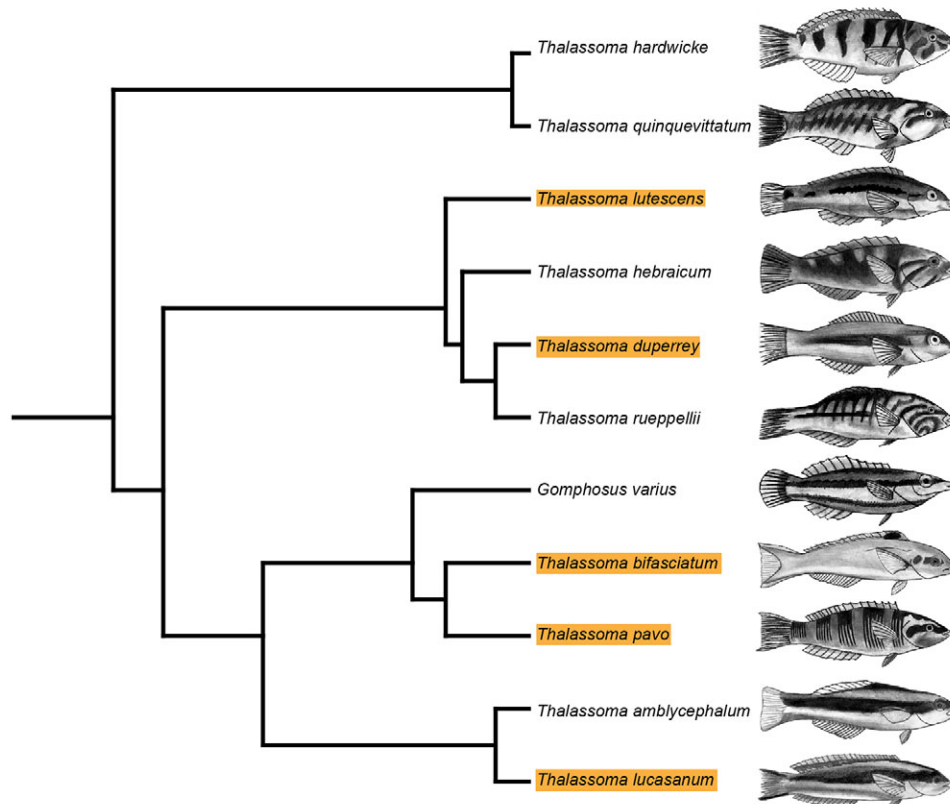 Thalassoma hardwicke
Thalassoma quinquevittatum
Thalassoma lutescens
Thalassoma hebraicum
Thalassoma duperrey
Thalassoma rueppellii
Gomphosus varius
Thalassoma bifasciatum
Thalassoma pavo
Thalassoma amblycephalum
Thalassoma lucasanum